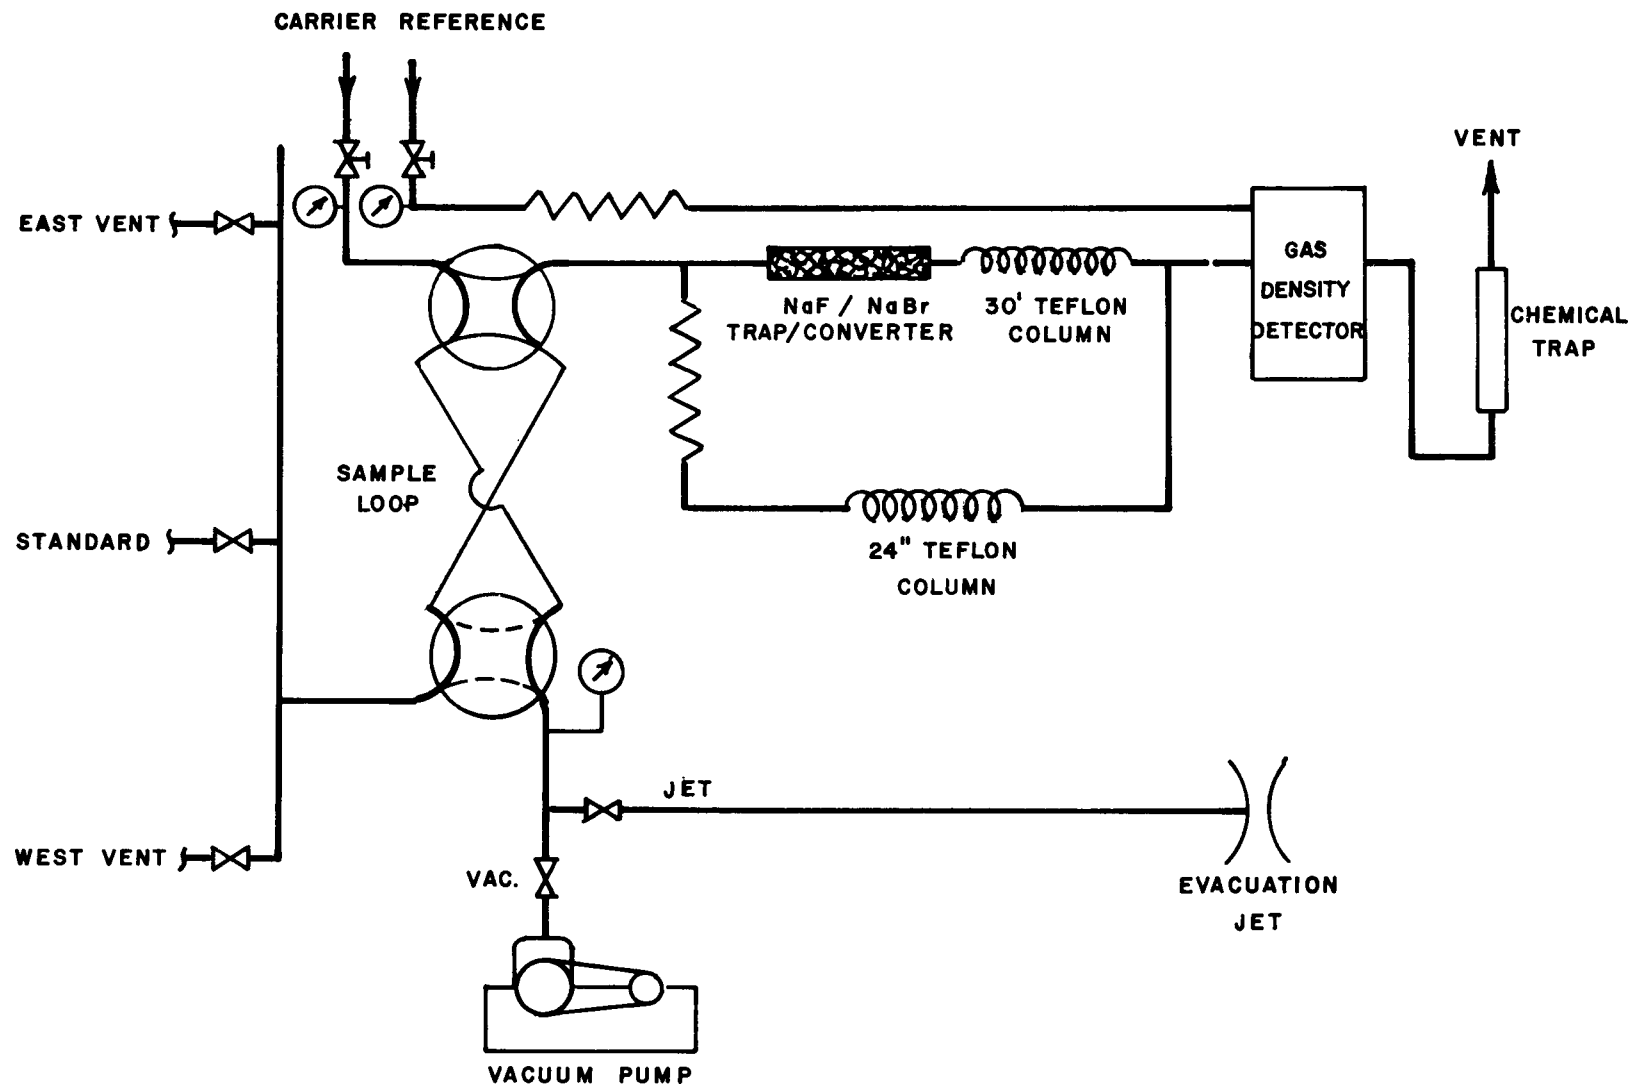 CARRIER REFERENCE
VENT
EAST VENT
GAS
DENSITY
DETECTOR
NaF / NaBr
TRAP/CONVERTER
30' TEFLON
COLUMN
CHEMICAL
TRAP
SAMPLE
LOOP
STANDARD
24" TEFLON
COLUMN
JET
WEST VENT
VAC.
EVACUATION
JET
VACUUM PUMP